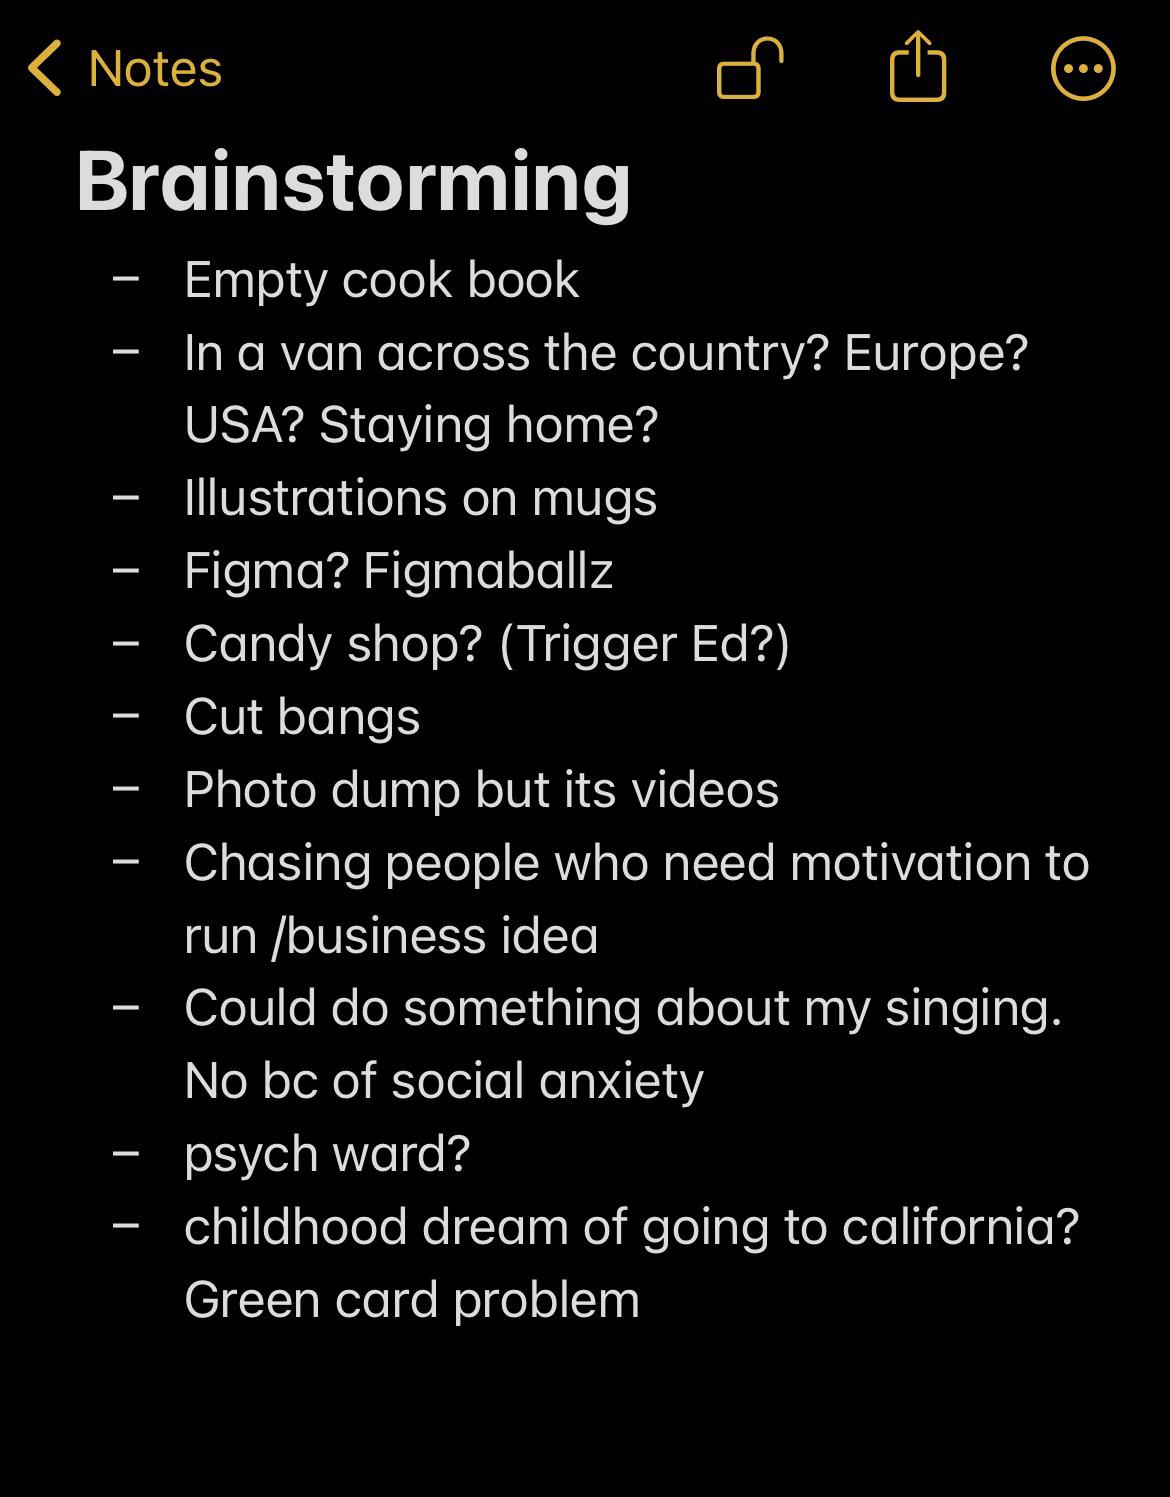 Notes
Brainstorming
– Empty cook book
– In a van across the country? Europe?
USA? Staying home?
– Illustrations on mugs
– Figma? Figmaballz
– Candy shop? (Trigger Ed?)
– Cut bangs
– Photo dump but its videos
– Chasing people who need motivation to
run /business idea
– Could do something about my singing.
No bc of social anxiety
– psych ward?
– childhood dream of going to california?
Green card problem